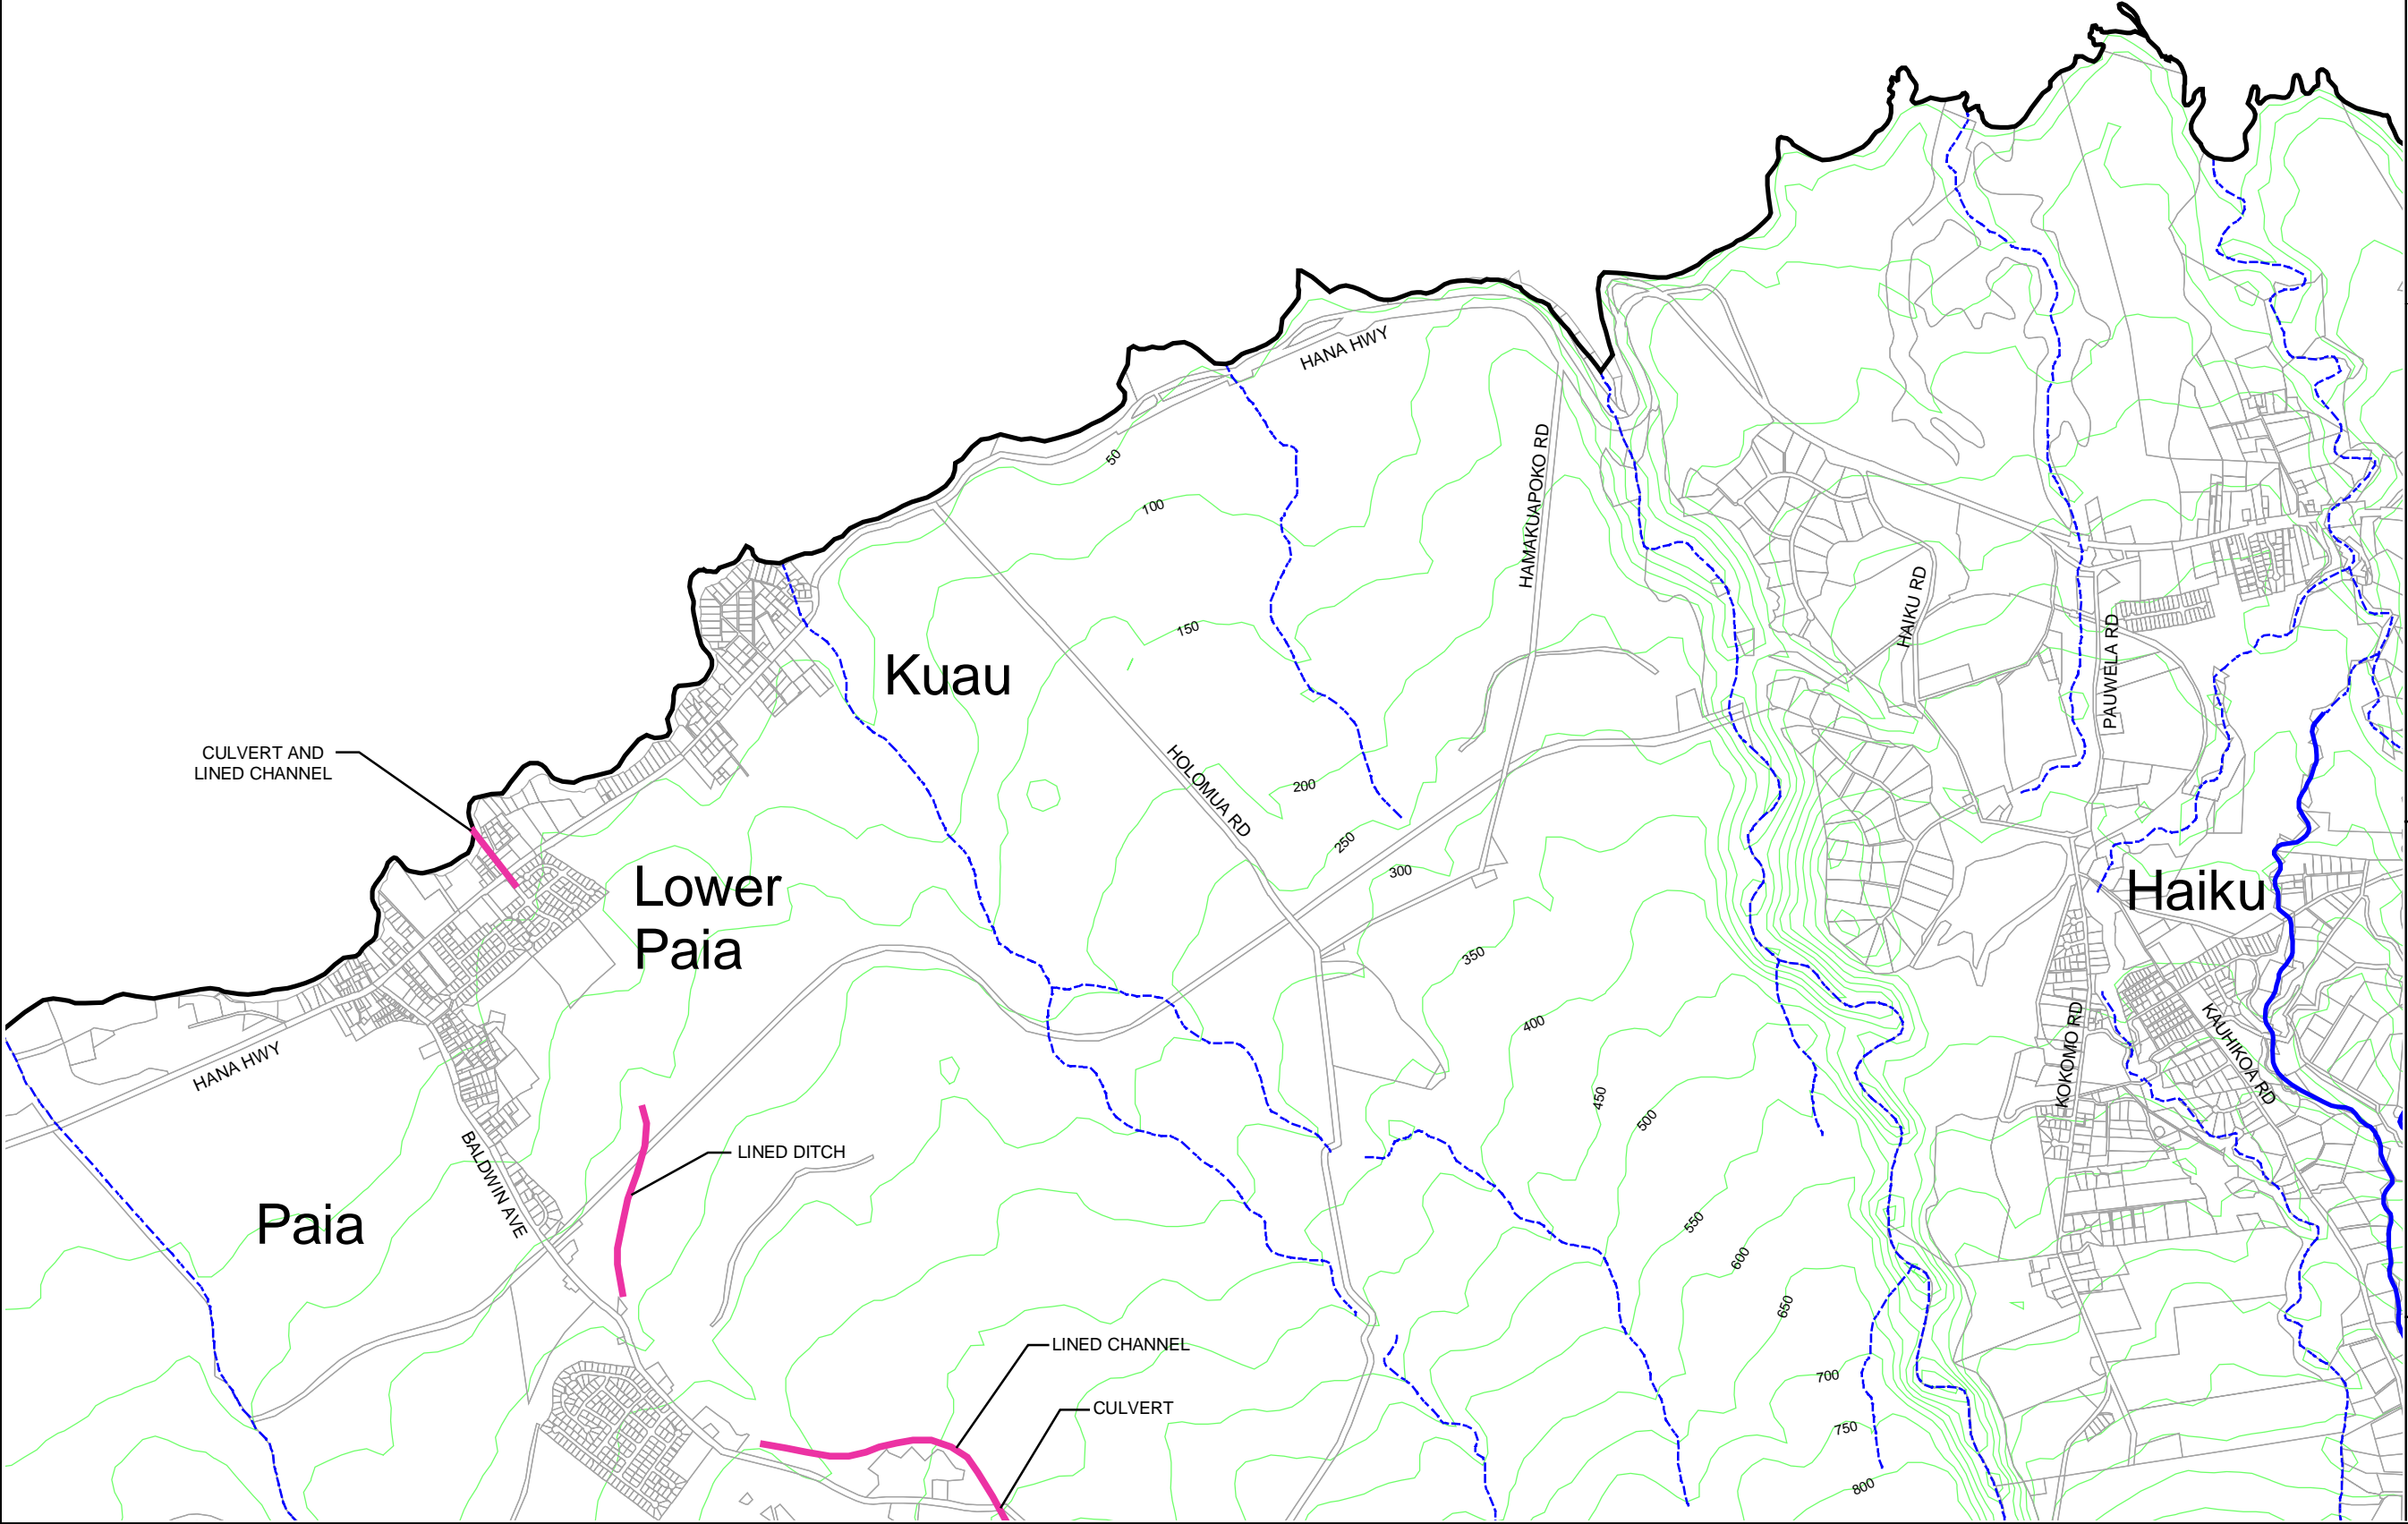 HANA HWY
50
100
HAMAKUAPOKO RD
HAIKU RD
150
PAUWELA RD
Kuau
CULVERT AND
LINED CHANNEL
HOLOMUA RD
200
250
300
Lower
Paia
Haiku
350
400
HANA HWY
KOKOMO RD
KAUHIKOA RD
450
500
BALDWIN AVE
LINED DITCH
Paia
550
600
650
LINED CHANNEL
700
CULVERT
750
800